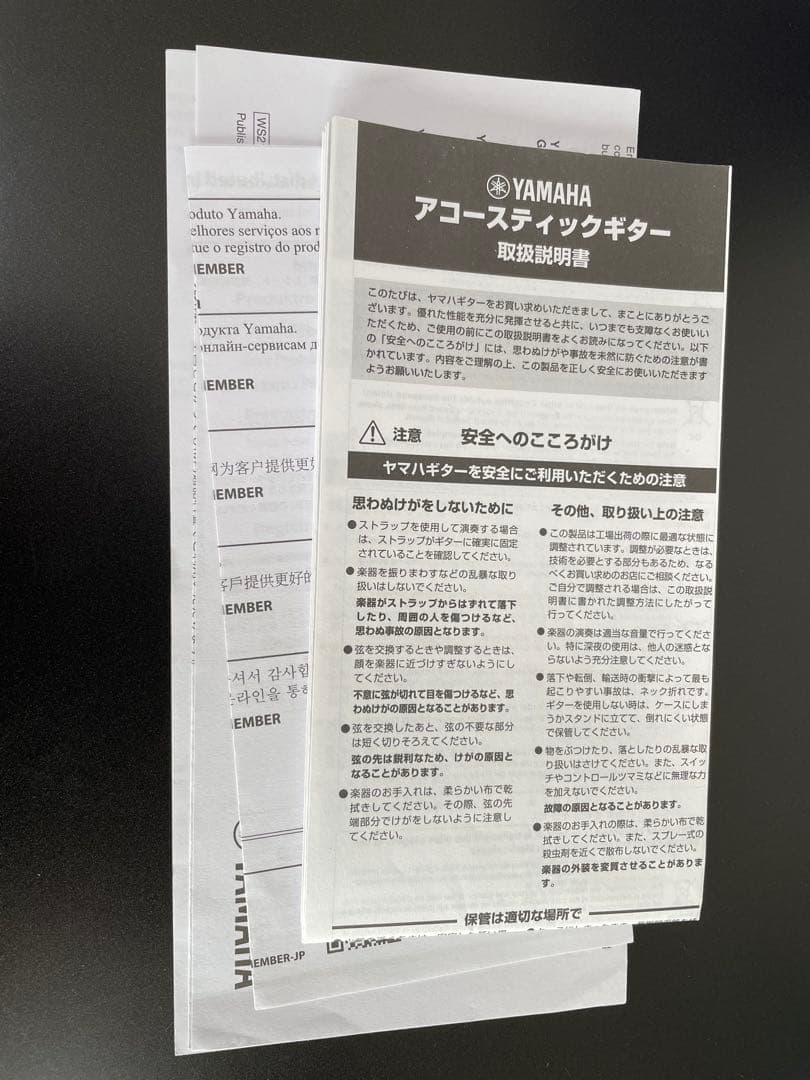 WS2
Publis
YAMAHA
アコースティックギター
取扱説明書
このたびは、ヤマハギターをお買い求めいただきまして、まことにありがとうご
ざいます。優れた性能を充分に発揮させると共に、いつまでも支障なくお使いい
ただくため、ご使用の前にこの取扱説明書をよくお読みになってください。以下
の「安全へのこころがけ」には、思わぬけがや事故を未然に防ぐための注意が書
かれています。内容をご理解の上、この製品を正しく安全にお使いいただきます
ようお願いいたします。
注意 安全へのこころがけ
ヤマハギターを安全にご利用いただくための注意
思わぬけがをしないために
●ストラップを使用して演奏する場合
は、ストラップがギターに確実に固定
されていることを確認してください。
●楽器を振りまわすなどの乱暴な取り
扱いはしないでください。
楽器がストラップからはずれて落下
したり、周囲の人を傷つけるなど、
思わぬ事故の原因となります。
●弦を交換するときや調整するときは、
顔を楽器に近づけすぎないようにし
てください。
不意に弦が切れて目を傷つけるなど、思
わぬけがの原因となることがあります。
●弦を交換したあと、弦の不要な部分
は短く切りそろえてください。
弦の先は鋭利なため、けがの原因と
なることがあります。
●楽器のお手入れは、柔らかい布で乾
拭きしてください。その際、弦の先
端部分でけがをしないように注意し
てください。
その他、取り扱い上の注意
●この製品は工場出荷の際に最適な状態に
調整されています。調整が必要なときは、
技術を必要とする部分もあるため、なる
べくお買い求めのお店にご相談ください。
ご自分で調整される場合は、この取扱説
明書に書かれた調整方法にしたがって
行ってください。
●楽器の演奏は適当な音量で行ってくださ
い。特に深夜の使用は、他人の迷惑とな
らないよう充分注意してください。
●落下や転倒、輸送時の衝撃によって最も
起こりやすい事故は、ネック折れです。
ギターを使用しない時は、ケースにしま
うかスタンドに立てて、倒れにくい状態
で保管してください。
●物をぶつけたり、落としたりの乱暴な取
り扱いはさけてください。また、スイッ
チやコントロールツマミなどに無理な力
を加えないでください。
故障の原因となることがあります。
●楽器のお手入れの際は、柔らかい布で乾
拭きしてください。また、スプレー式の
殺虫剤を近くで散布しないでください。
楽器の外装を変質させることがありま
す。
保管は適切な場所で
oduto Yamaha.
elhores serviços aos
tue o registro do prod
EMBER
одукта Yamaha.
онлайн-сервисам д
EMBER
为客户提供更好
EMBER
客戶提供更好的
EMBER
셔서 감사합
온라인을 통하
EMBER
YAMAHA
EMBER-JP